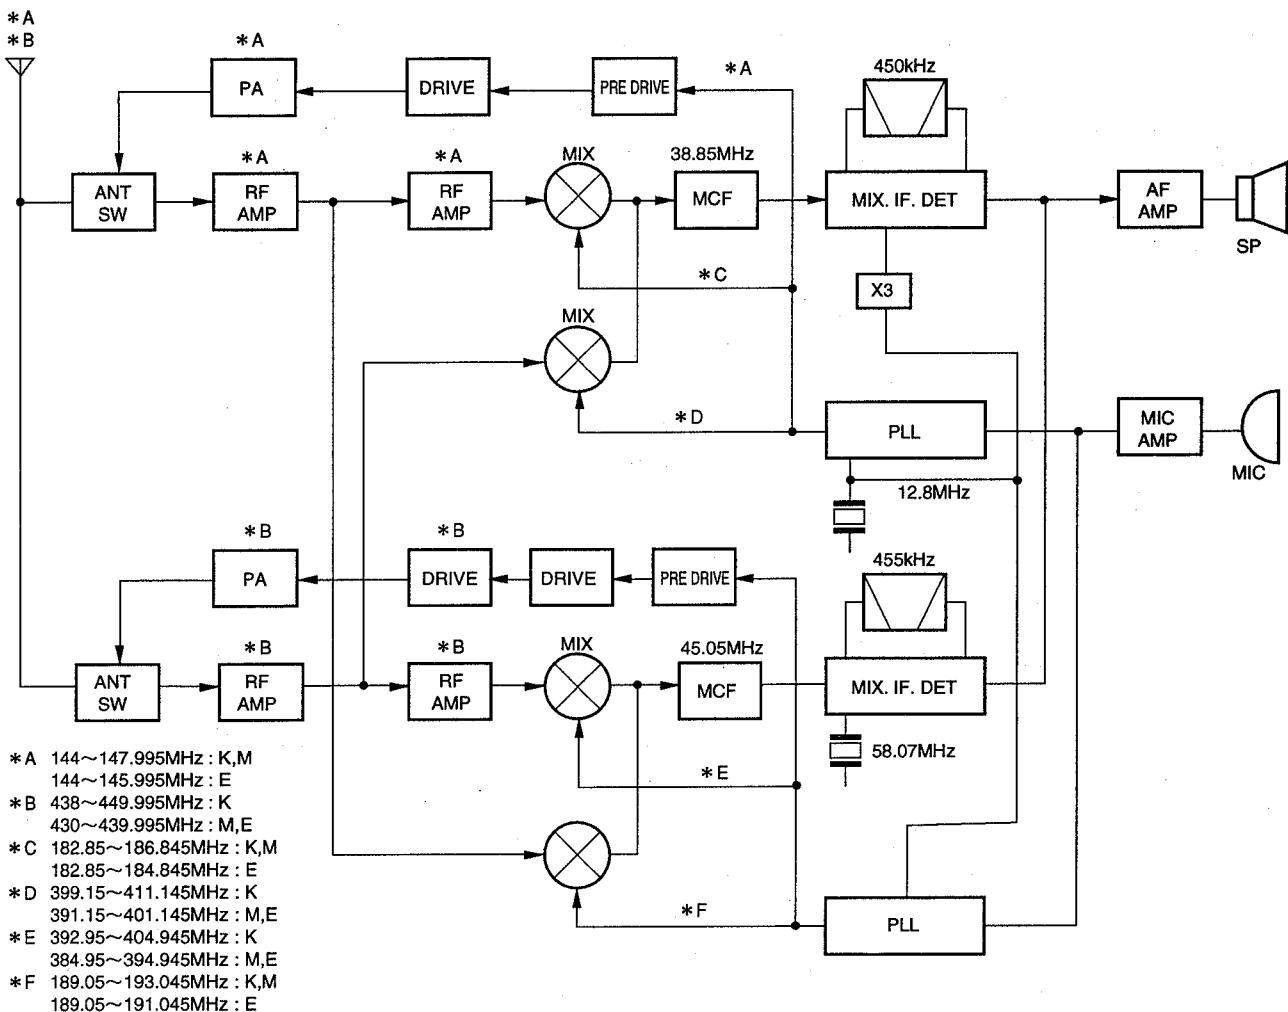 *A
*B
*A
PA
DRIVE
PRE DRIVE
*A
450kHz
*A
*A
MIX
38.85MHz
ANT
SW
RF
AMP
RF
AMP
MCF
MIX. IF. DET
AF
AMP
SP
*C
X3
MIX
*D
PLL
MIC
AMP
MIC
12.8MHz
*B
*B
PA
DRIVE
DRIVE
PRE DRIVE
455kHz
*B
*B
MIX
45.05MHz
ANT
SW
RF
AMP
RF
AMP
MCF
MIX. IF. DET
58.07MHz
*E
*F
PLL
*A 144~147.995MHz : K,M
144~145.995MHz : E
*B 438~449.995MHz : K
430~439.995MHz : M,E
*C 182.85~186.845MHz : K,M
182.85~184.845MHz : E
*D 399.15~411.145MHz : K
391.15~401.145MHz : M,E
*E 392.95~404.945MHz : K
384.95~394.945MHz : M,E
*F 189.05~193.045MHz : K,M
189.05~191.045MHz : E